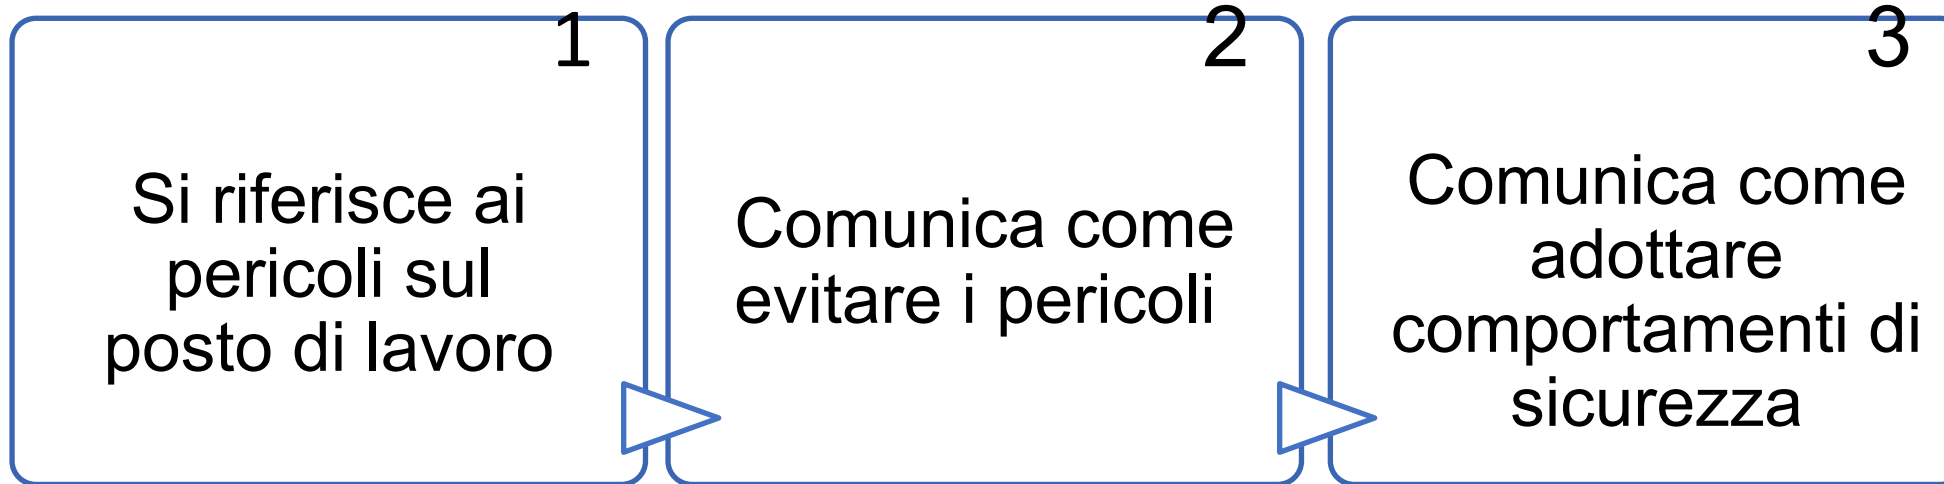 1
Si riferisce ai
pericoli sul
posto di lavoro
2
Comunica come
evitare i pericoli
3
Comunica come
adottare
comportamenti di
sicurezza